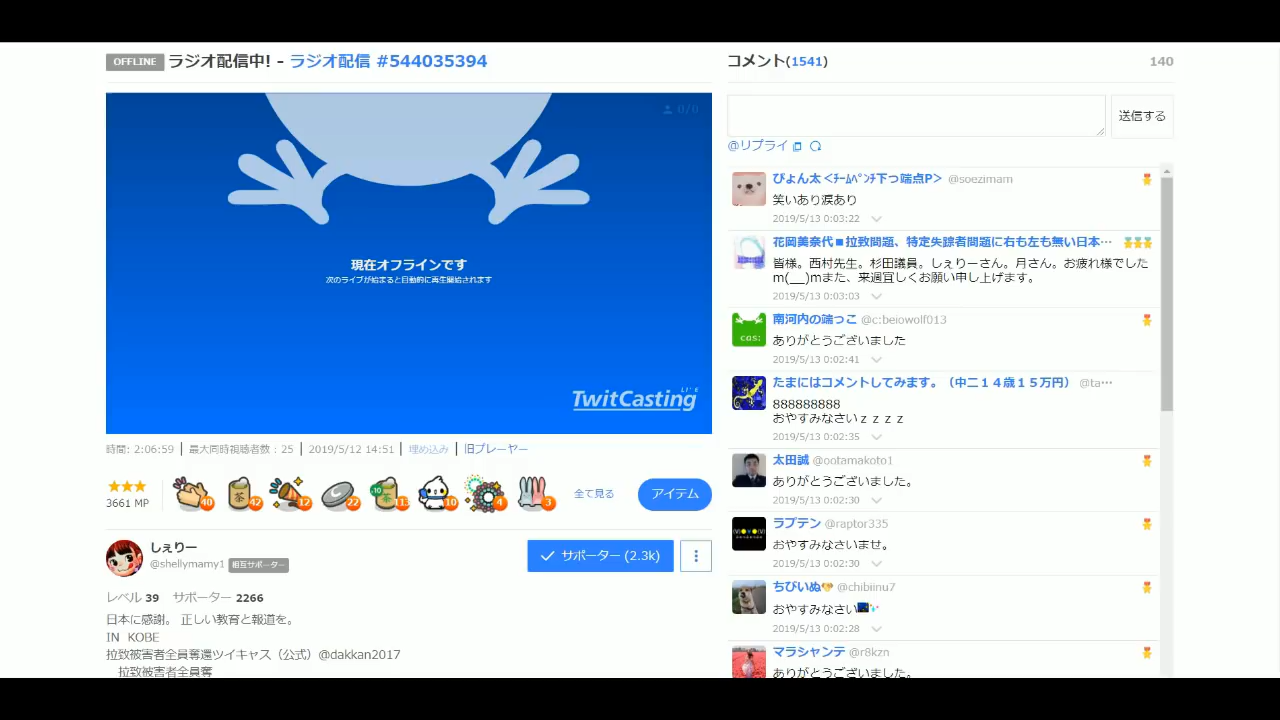 OFFLINE ラジオ配信中! - ラジオ配信 #544035394
0/0
現在オフラインです
次のライブが始まると自動的に再生開始されます
TwitCasting LIVE
時間: 2:06:59 | 最大同時視聴者数 : 25 | 2019/5/12 14:51 | 埋め込み | 旧プレーヤー
3661 MP
40 茶 42 12 22 ×10 茶 10 4 3 全て見る アイテム
しぇりー
@shellymamy1 相互サポーター
サポーター (2.3k)
レベル 39 サポーター 2266
日本に感謝。 正しい教育と報道を。
IN KOBE
拉致被害者全員奪還ツイキャス（公式）@dakkan2017
拉致被害者全員奪
コメント(1541) 140
送信する
@リプライ
ぴょん太<ﾁｰﾑﾍﾟﾝﾁ下っ端点P> @soezimam
笑いあり涙あり
2019/5/13 0:03:22
花岡美奈代■拉致問題、特定失踪者問題に右も左も無い日本…
皆様。西村先生。杉田議員。しぇりーさん。月さん。お疲れ様でした
m(__)mまた、来週宜しくお願い申し上げます。
2019/5/13 0:03:03
cas:
南河内の端っこ @c:beiowolf013
ありがとうございました
2019/5/13 0:02:41
たまにはコメントしてみます。（中二１４歳１５万円） @ta…
888888888
おやすみなさいｚｚｚｚ
2019/5/13 0:02:35
太田誠 @ootamakoto1
ありがとうございました。
2019/5/13 0:02:30
ラプテン @raptor335
おやすみなさいませ。
2019/5/13 0:02:30
ちびいぬ @chibiinu7
おやすみなさい
2019/5/13 0:02:28
マラシャンテ @r8kzn
ありがとうございました。